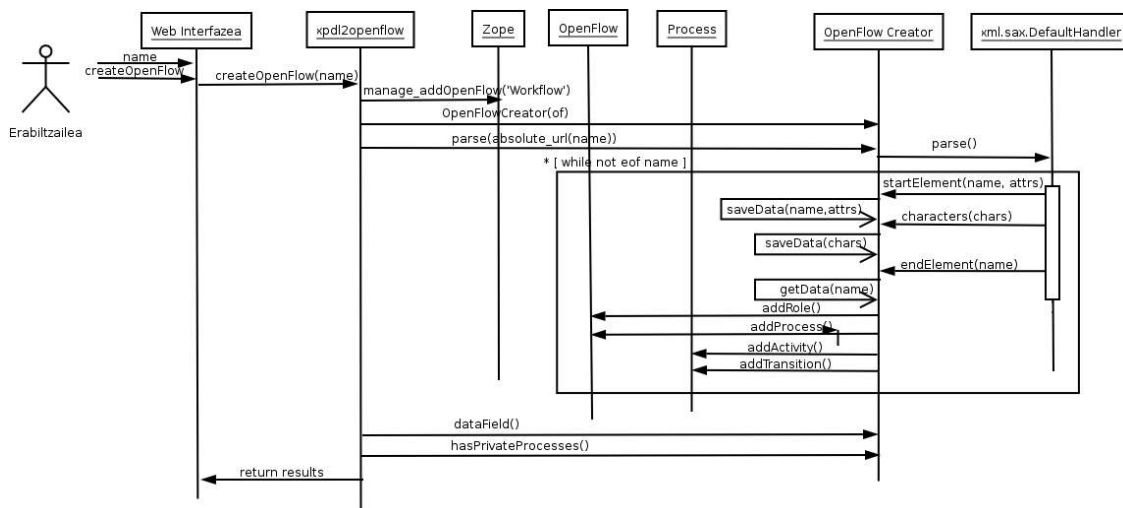 Web Interfazea
xpdl2openflow
Zope
OpenFlow
Process
OpenFlow Creator
xml.sax.DefaultHandler
name
createOpenFlow
Erabiltzailea
createOpenFlow(name)
manage_addOpenFlow('Workflow')
OpenFlowCreator(of)
parse(absolute_url(name))
parse()
* [ while not eof name ]
startElement(name, attrs)
saveData(name,attrs)
characters(chars)
saveData(chars)
endElement(name)
getData(name)
addRole()
addProcess()
addActivity()
addTransition()
dataField()
hasPrivateProcesses()
return results